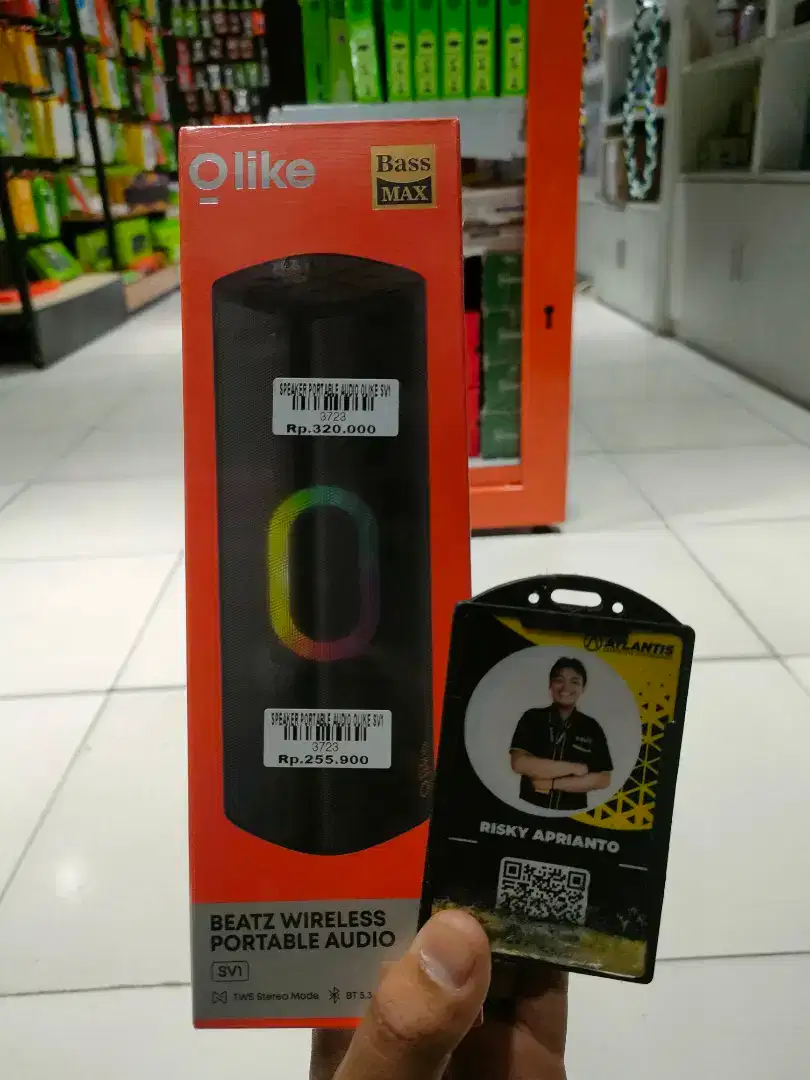 Olike
Bass
MAX
SPEAKER PORTABLE AUDIO OLIKE SV1
3723
Rp.320.000
SPEAKER PORTABLE AUDIO OLIKE SV1
3723
Rp.255.900
BEATZ WIRELESS
PORTABLE AUDIO
SV1
TWS Stereo Mode BT 5.3
ATLANTIS
RISKY APRIANTO